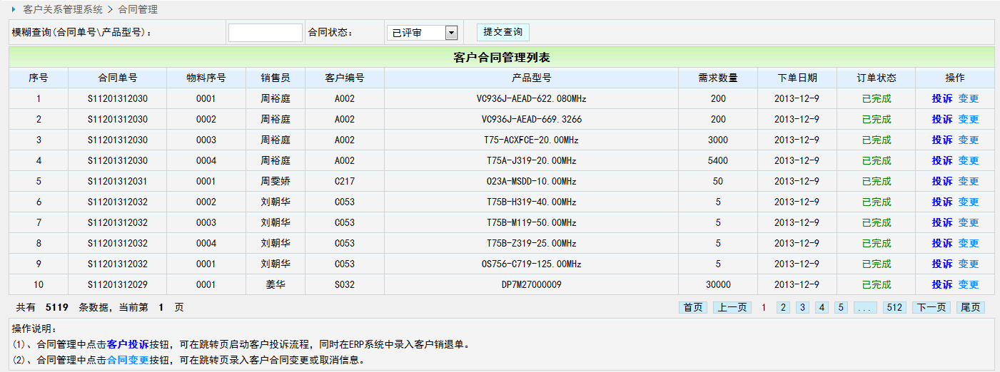 客户关系管理系统 > 合同管理
模糊查询(合同单号\产品型号): 合同状态: 已评审 提交查询
客户合同管理列表
序号 合同单号 物料序号 销售员 客户编号 产品型号 需求数量 下单日期 订单状态 操作
1 S11201312030 0001 周裕庭 A002 VC936J-AEAD-622.080MHz 200 2013-12-9 已完成 投诉 变更
2 S11201312030 0002 周裕庭 A002 VC936J-AEAD-669.3266 200 2013-12-9 已完成 投诉 变更
3 S11201312030 0003 周裕庭 A002 T75-ACXFCE-20.00MHz 3000 2013-12-9 已完成 投诉 变更
4 S11201312030 0004 周裕庭 A002 T75A-J319-20.00MHz 5400 2013-12-9 已完成 投诉 变更
5 S11201312031 0001 周雯娇 C217 O23A-MSDD-10.00MHz 50 2013-12-9 已完成 投诉 变更
6 S11201312032 0002 刘朝华 C053 T75B-H319-40.00MHz 5 2013-12-9 已完成 投诉 变更
7 S11201312032 0003 刘朝华 C053 T75B-M119-50.00MHz 5 2013-12-9 已完成 投诉 变更
8 S11201312032 0004 刘朝华 C053 T75B-Z319-25.00MHz 5 2013-12-9 已完成 投诉 变更
9 S11201312032 0001 刘朝华 C053 OS756-C719-125.00MHz 5 2013-12-9 已完成 投诉 变更
10 S11201312029 0001 姜华 S032 DP7M27000009 30000 2013-12-9 已完成 投诉 变更
共有 5119 条数据，当前第 1 页 首页 上一页 1 2 3 4 5 ... 512 下一页 尾页
操作说明:
(1)、合同管理中点击客户投诉按钮，可在跳转页启动客户投诉流程，同时在ERP系统中录入客户销退单。
(2)、合同管理中点击合同变更按钮，可在跳转页录入客户合同变更或取消信息。